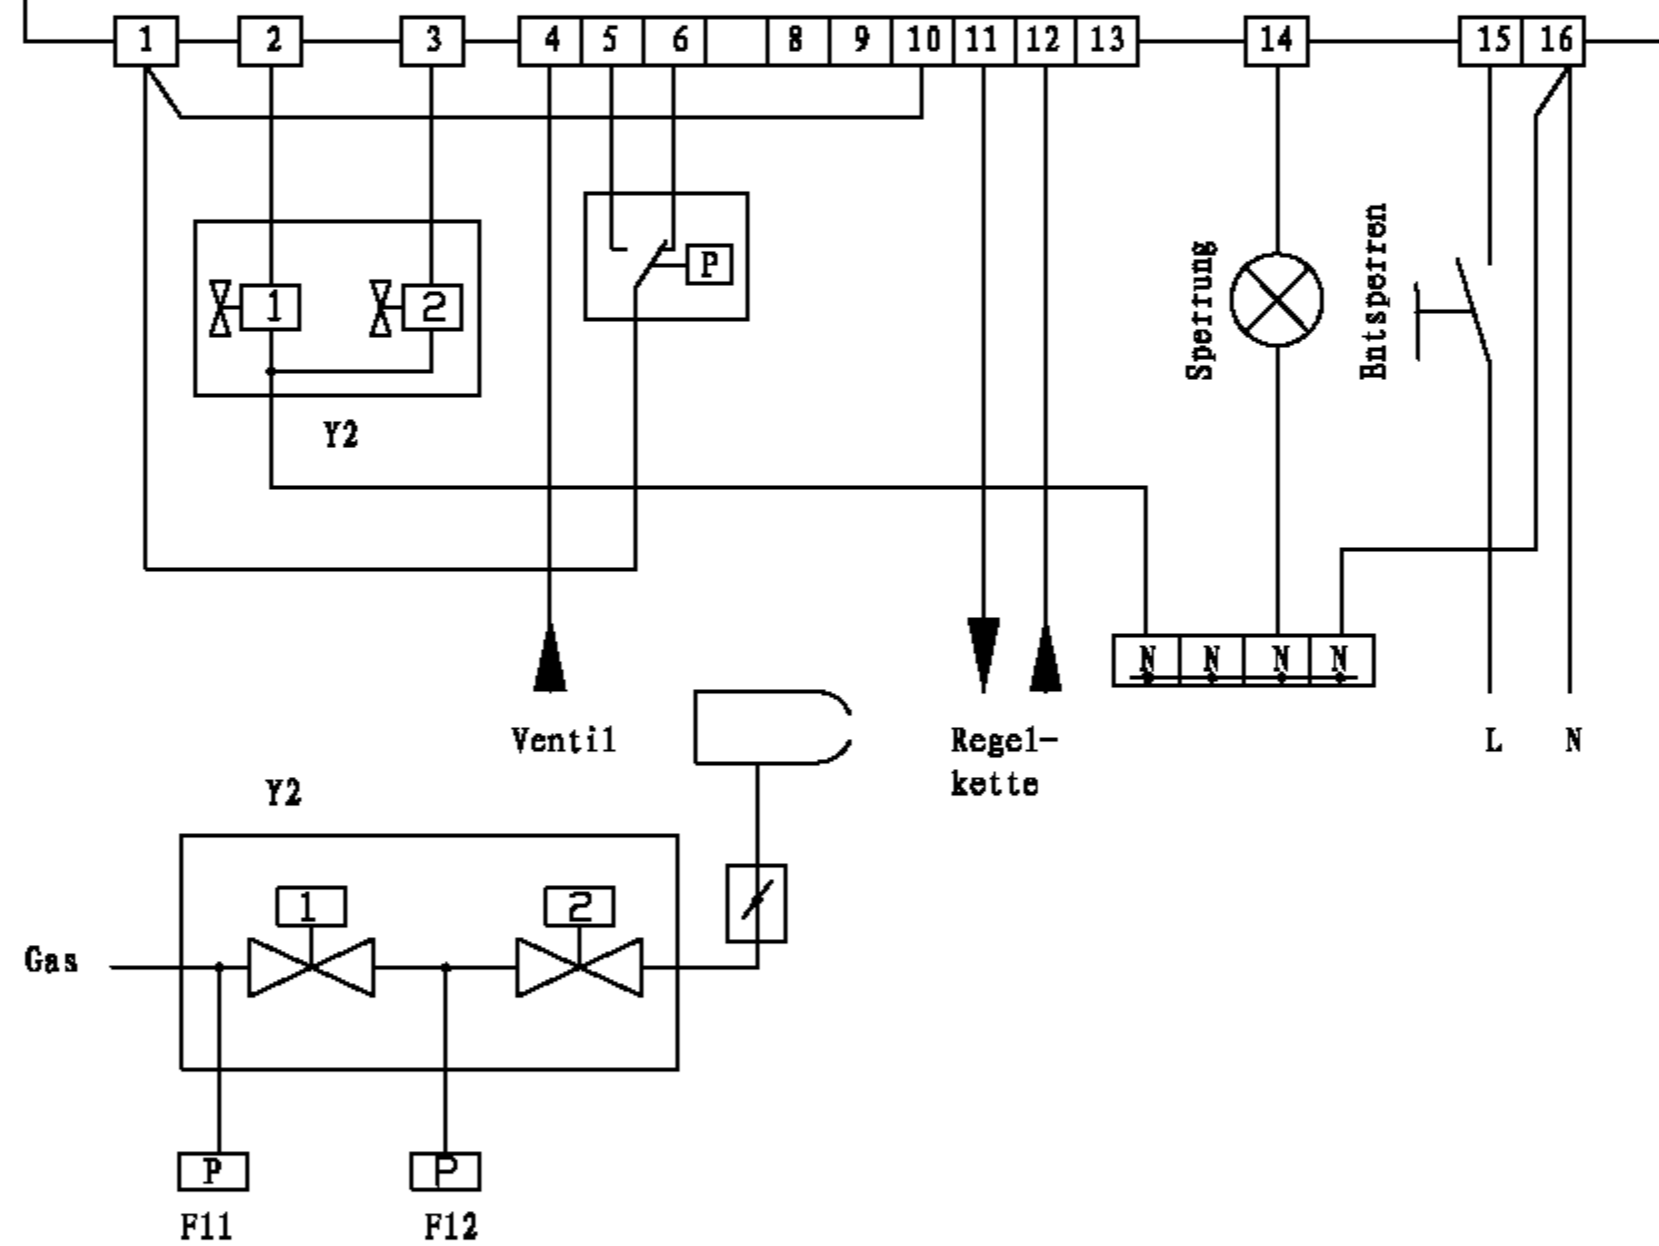 1 2 3 4 5 6 8 9 10 11 12 13 14 15 16
P
1 2
Sperrung
Entsperren
Y2
N N N N
Ventil
Regel-
kette
L N
Y2
1 2
Gas
P P
F11 F12